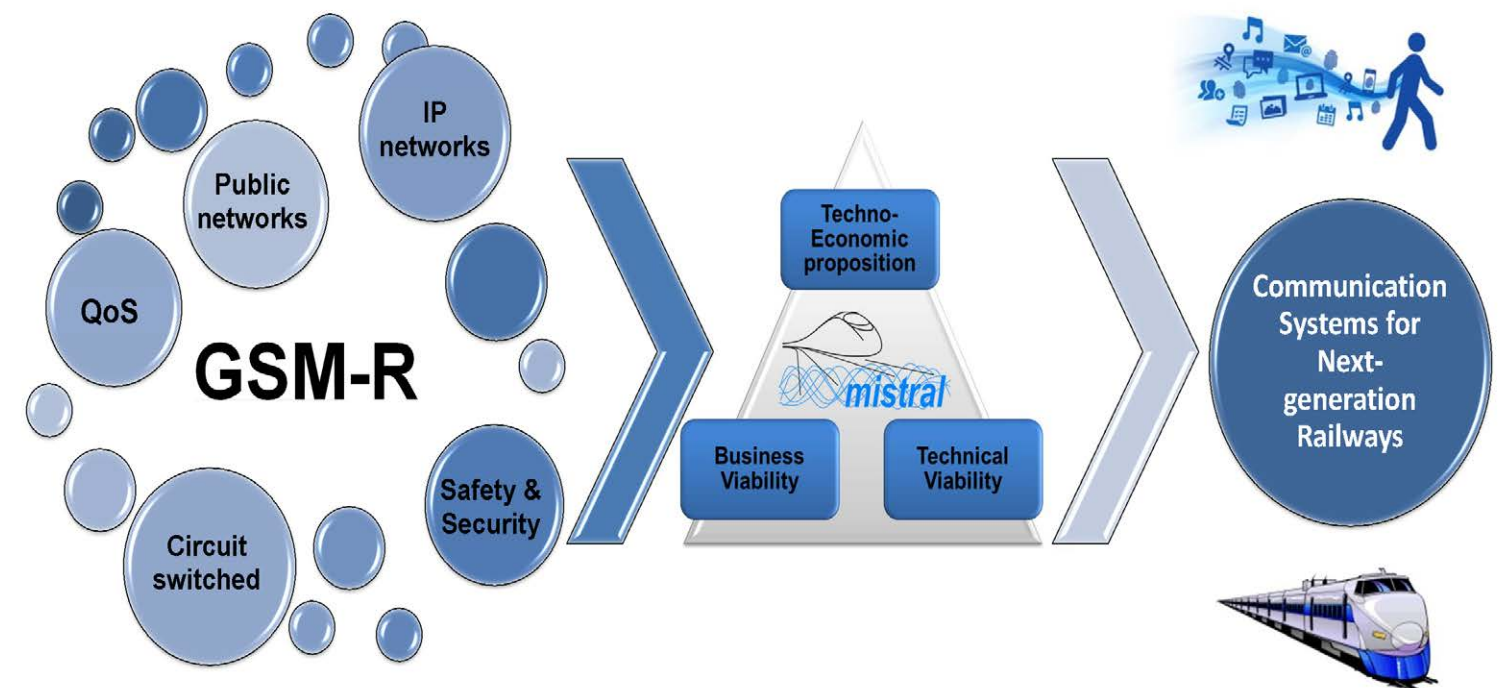 IP
networks
Public
networks
QoS
GSM-R
Safety &
Security
Circuit
switched
Techno-
Economic
proposition
mistral
Business
Viability
Technical
Viability
Communication
Systems for
Next-
generation
Railways